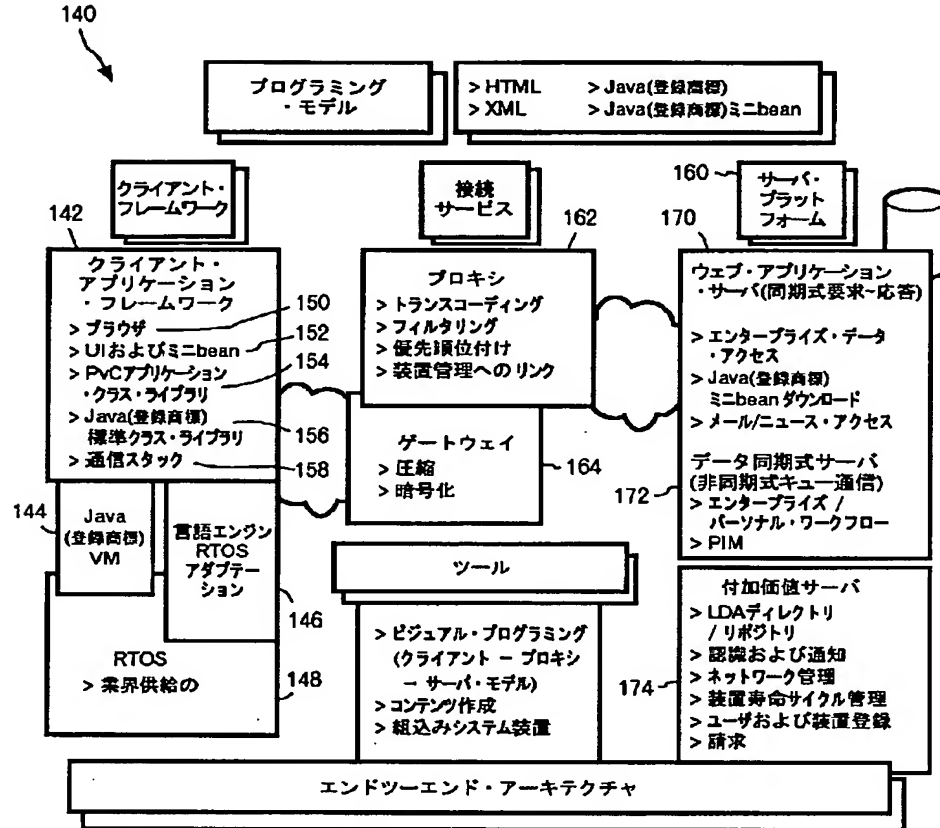 140
プログラミング
・モデル
> HTML > Java(登録商標)
> XML > Java(登録商標)ミニbean
クライアント・
フレームワーク
接続
サービス
160
サーバ・
プラット
フォーム
142
クライアント・
アプリケーション
・フレームワーク
> ブラウザ
150
> UIおよびミニbean
152
> PvCアプリケーション
・クラス・ライブラリ
154
> Java(登録商標)
標準クラス・ライブラリ
156
> 通信スタック
158
144
Java
(登録商標)
VM
言語エンジン
RTOS
アダプテー
ション
146
RTOS
> 業界供給の
148
162
プロキシ
> トランスコーディング
> フィルタリング
> 優先順位付け
> 装置管理へのリンク
ゲートウェイ
> 圧縮
> 暗号化
164
ツール
> ビジュアル・プログラミング
(クライアント − プロキシ
− サーバ・モデル)
> コンテンツ作成
> 組込みシステム装置
170
ウェブ・アプリケーション
・サーバ(同期式要求~応答)
> エンタープライズ・データ
・アクセス
> Java(登録商標)
ミニbeanダウンロード
> メール/ニュース・アクセス
172
データ同期式サーバ
(非同期式キュー通信)
> エンタープライズ /
パーソナル・ワークフロー
> PIM
174
付加価値サーバ
> LDAディレクトリ
/ リポジトリ
> 認識および通知
> ネットワーク管理
> 装置寿命サイクル管理
> ユーザおよび装置登録
> 請求
エンドツーエンド・アーキテクチャ